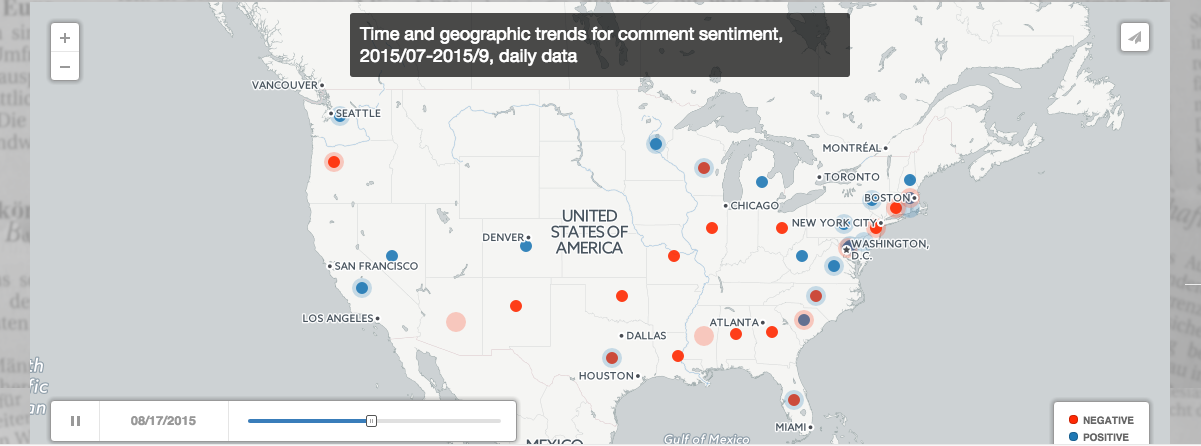 Time and geographic trends for comment sentiment,
2015/07-2015/9, daily data
+
−
VANCOUVER
SEATTLE
MONTRÉAL
TORONTO
BOSTON
CHICAGO
NEW YORK CITY
UNITED
STATES OF
AMERICA
DENVER
WASHINGTON,
D.C.
SAN FRANCISCO
LOS ANGELES
ATLANTA
DALLAS
HOUSTON
MIAMI
MÉXICO
Gulf of Mexico
08/17/2015
NEGATIVE
POSITIVE